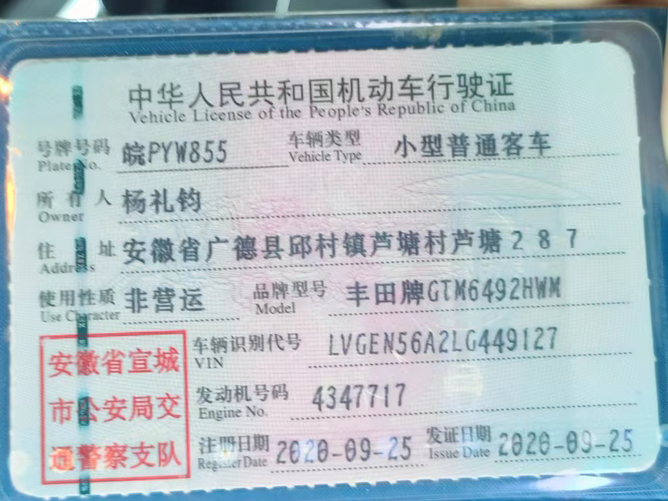 中华人民共和国机动车行驶证
Vehicle License of the People's Republic of China
号牌号码 皖PYW855 车辆类型 小型普通客车
Plate No. Vehicle Type
所有人 杨礼钧
Owner
住址 安徽省广德县邱村镇芦塘村芦塘287
Address
使用性质 非营运 品牌型号 丰田牌GTM6492HWM
Use Character Model
安徽省宣城 车辆识别代号 LVGEN56A2LG449127
VIN
市公安局交 发动机号码 4347717
Engine No.
通警察支队 注册日期 2020-09-25 发证日期 2020-09-25
Register Date Issue Date